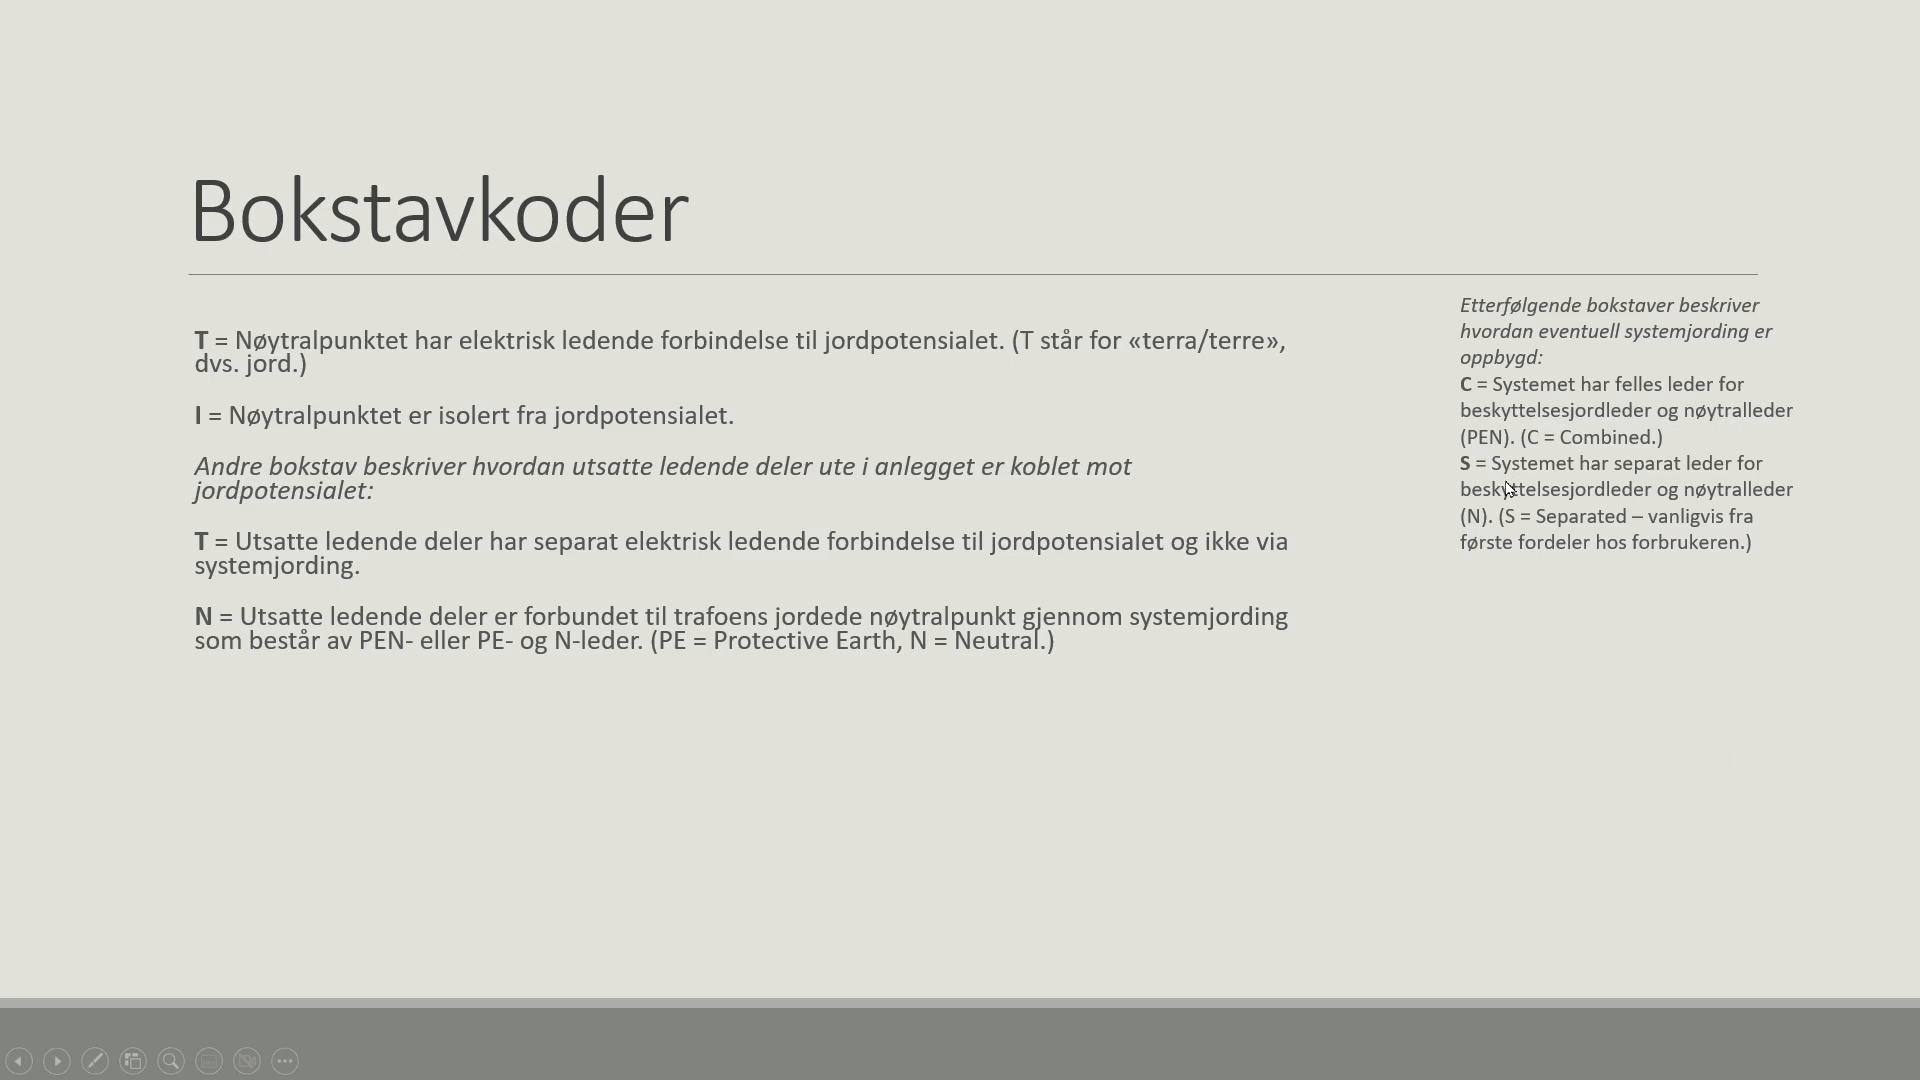 Bokstavkoder
T = Nøytralpunktet har elektrisk ledende forbindelse til jordpotensialet. (T står for «terra/terre»,
dvs. jord.)
I = Nøytralpunktet er isolert fra jordpotensialet.
Andre bokstav beskriver hvordan utsatte ledende deler ute i anlegget er koblet mot
jordpotensialet:
T = Utsatte ledende deler har separat elektrisk ledende forbindelse til jordpotensialet og ikke via
systemjording.
N = Utsatte ledende deler er forbundet til trafoens jordede nøytralpunkt gjennom systemjording
som består av PEN- eller PE- og N-leder. (PE = Protective Earth, N = Neutral.)
Etterfølgende bokstaver beskriver
hvordan eventuell systemjording er
oppbygd:
C = Systemet har felles leder for
beskyttelsesjordleder og nøytralleder
(PEN). (C = Combined.)
S = Systemet har separat leder for
beskyttelsesjordleder og nøytralleder
(N). (S = Separated – vanligvis fra
første fordeler hos forbrukeren.)